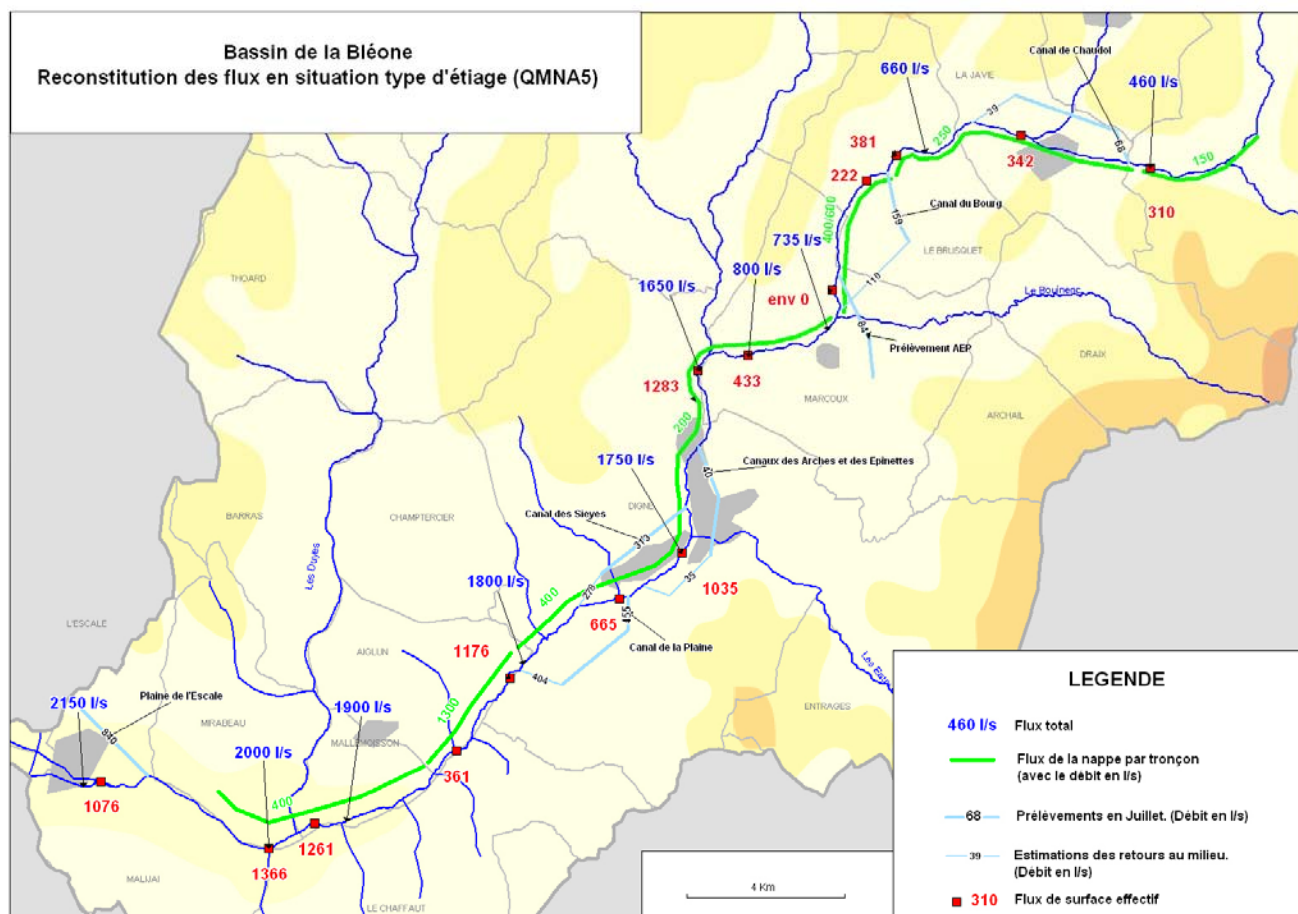 Bassin de la Bléone
Reconstitution des flux en situation type d'étiage (QMNA5)
Canal de Chaudol
LA JAVIE
660 l/s
460 l/s
39
68
381
250
342
150
222
310
Canal du Bourg
159
400/600
735 l/s
LE BRUSQUET
800 l/s
1650 l/s
env 0
110
THOARD
Prélèvement AEP
DRAIX
1283
433
MARCOUX
ARCHAIL
200
1750 l/s
40
Canaux des Arches et des Epinettes
BARRAS
CHAMPTERCIER
DIGNE
Canal des Sieyes
313
Les Duyes
1800 l/s
400
278
35
1035
665
455
L'ESCALE
1176
Canal de la Plaine
AIGLUN
404
Plaine de l'Escale
2150 l/s
MIRABEAU
1900 l/s
1300
ENTRAGES
840
2000 l/s
MALLEMOISSON
361
400
1076
1261
1366
MALIJAI
LE CHAFFAUT
4 Km
LEGENDE
460 l/s Flux total
Flux de la nappe par tronçon
(avec le débit en l/s)
68 Prélèvements en Juillet. (Débit en l/s)
39 Estimations des retours au milieu.
(Débit en l/s)
310 Flux de surface effectif